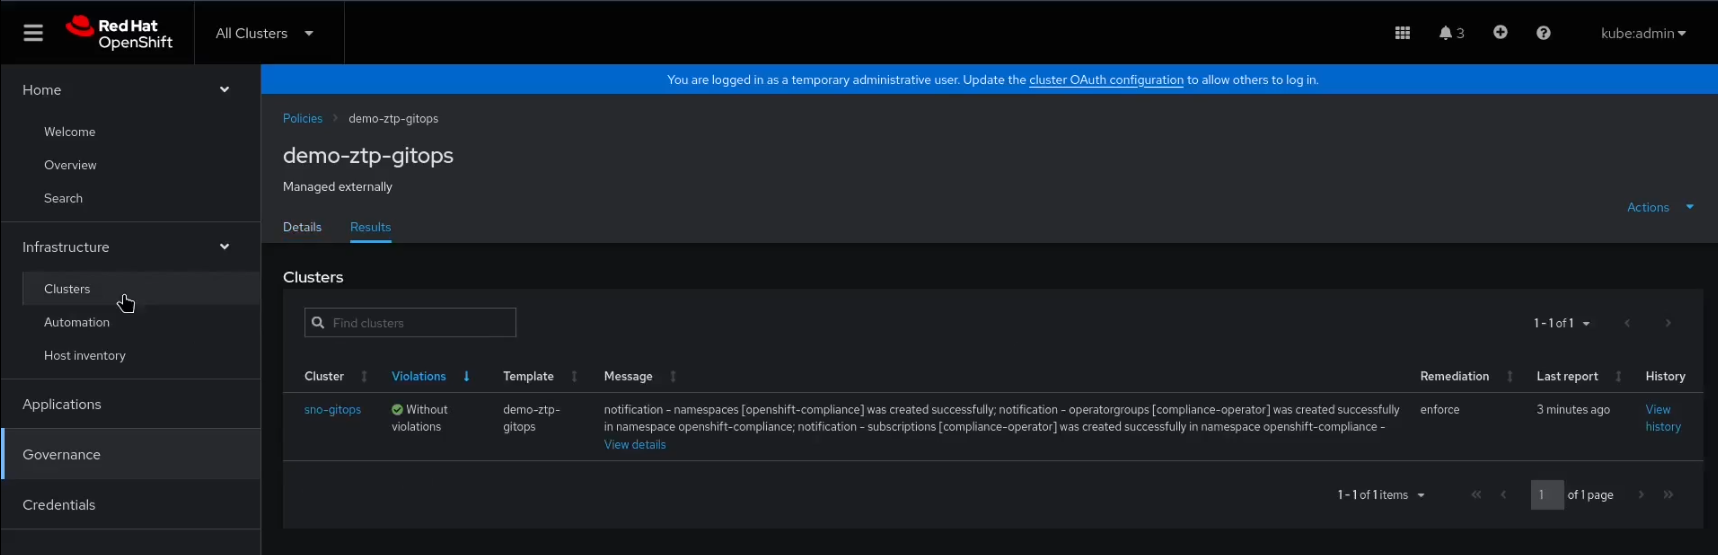 Red Hat
OpenShift
All Clusters
3
kube:admin
Home
Welcome
Overview
Search
Infrastructure
Clusters
Automation
Host inventory
Applications
Governance
Credentials
You are logged in as a temporary administrative user. Update the cluster OAuth configuration to allow others to log in.
Policies > demo-ztp-gitops
demo-ztp-gitops
Managed externally
Actions
Details Results
Clusters
Find clusters
1 - 1 of 1
Cluster Violations Template Message Remediation Last report History
sno-gitops Without violations demo-ztp-gitops
notification - namespaces [openshift-compliance] was created successfully; notification - operatorgroups [compliance-operator] was created successfully
in namespace openshift-compliance; notification - subscriptions [compliance-operator] was created successfully in namespace openshift-compliance -
View details
enforce
3 minutes ago
View history
1 - 1 of 1 items
1 of 1 page